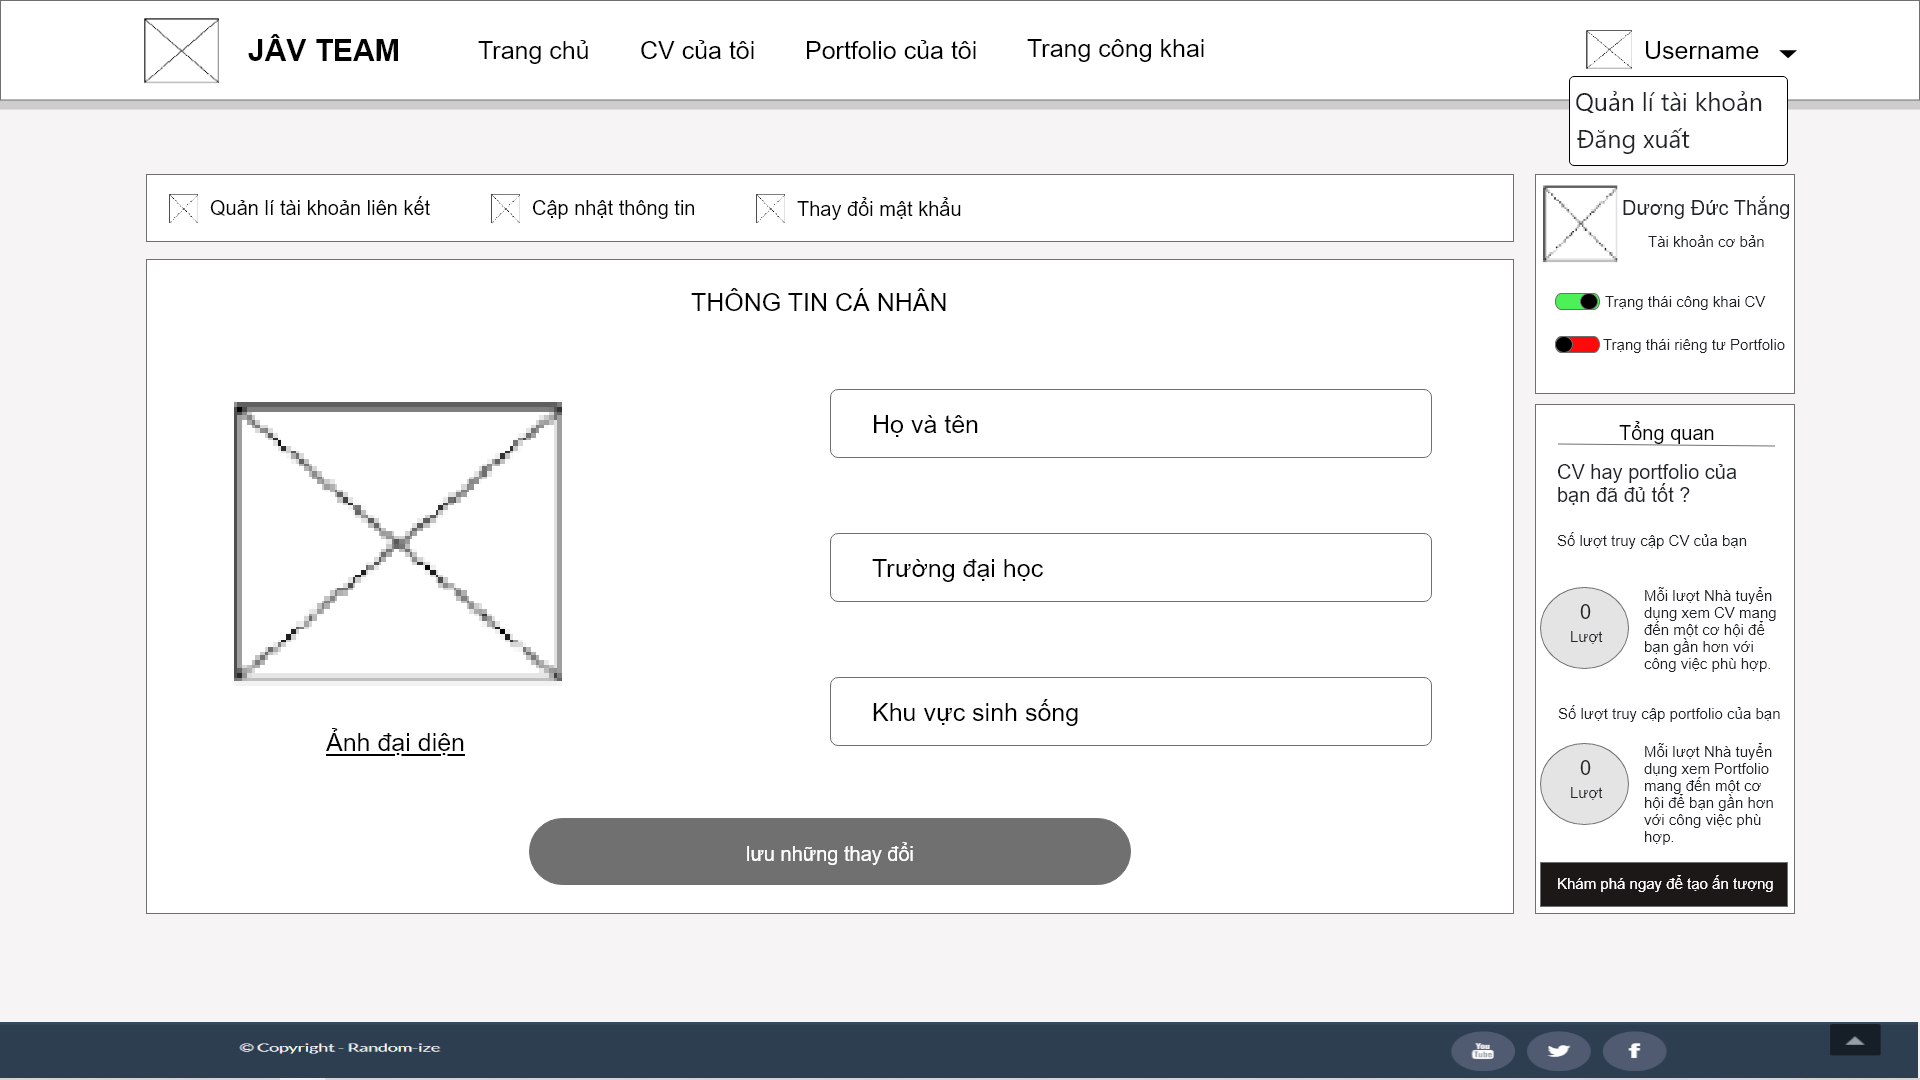 JÂV TEAM
Trang chủ
CV của tôi
Portfolio của tôi
Trang công khai
Username
Quản lí tài khoản
Đăng xuất
Quản lí tài khoản liên kết
Cập nhật thông tin
Thay đổi mật khẩu
THÔNG TIN CÁ NHÂN
Ảnh đại diện
Họ và tên
Trường đại học
Khu vực sinh sống
lưu những thay đổi
Dương Đức Thắng
Tài khoản cơ bản
Trạng thái công khai CV
Trạng thái riêng tư Portfolio
Tổng quan
CV hay portfolio của
bạn đã đủ tốt ?
Số lượt truy cập CV của bạn
0
Lượt
Mỗi lượt Nhà tuyển
dụng xem CV mang
đến một cơ hội để
bạn gần hơn với
công việc phù hợp.
Số lượt truy cập portfolio của bạn
0
Lượt
Mỗi lượt Nhà tuyển
dụng xem Portfolio
mang đến một cơ
hội để bạn gần hơn
với công việc phù
hợp.
Khám phá ngay để tạo ấn tượng
© Copyright - Random-ize
You
Tube